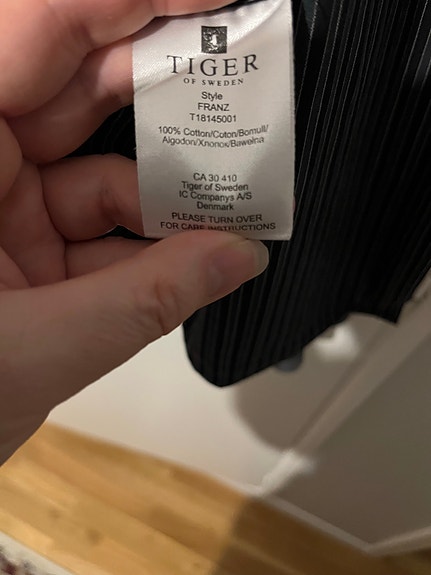 TIGER
OF SWEDEN
Style
FRANZ
T18145001
100% Cotton/Coton/Bomull/
Algodon/Xnonoк/Bawelna
CA 30 410
Tiger of Sweden
IC Companys A/S
Denmark
PLEASE TURN OVER
FOR CARE INSTRUCTIONS